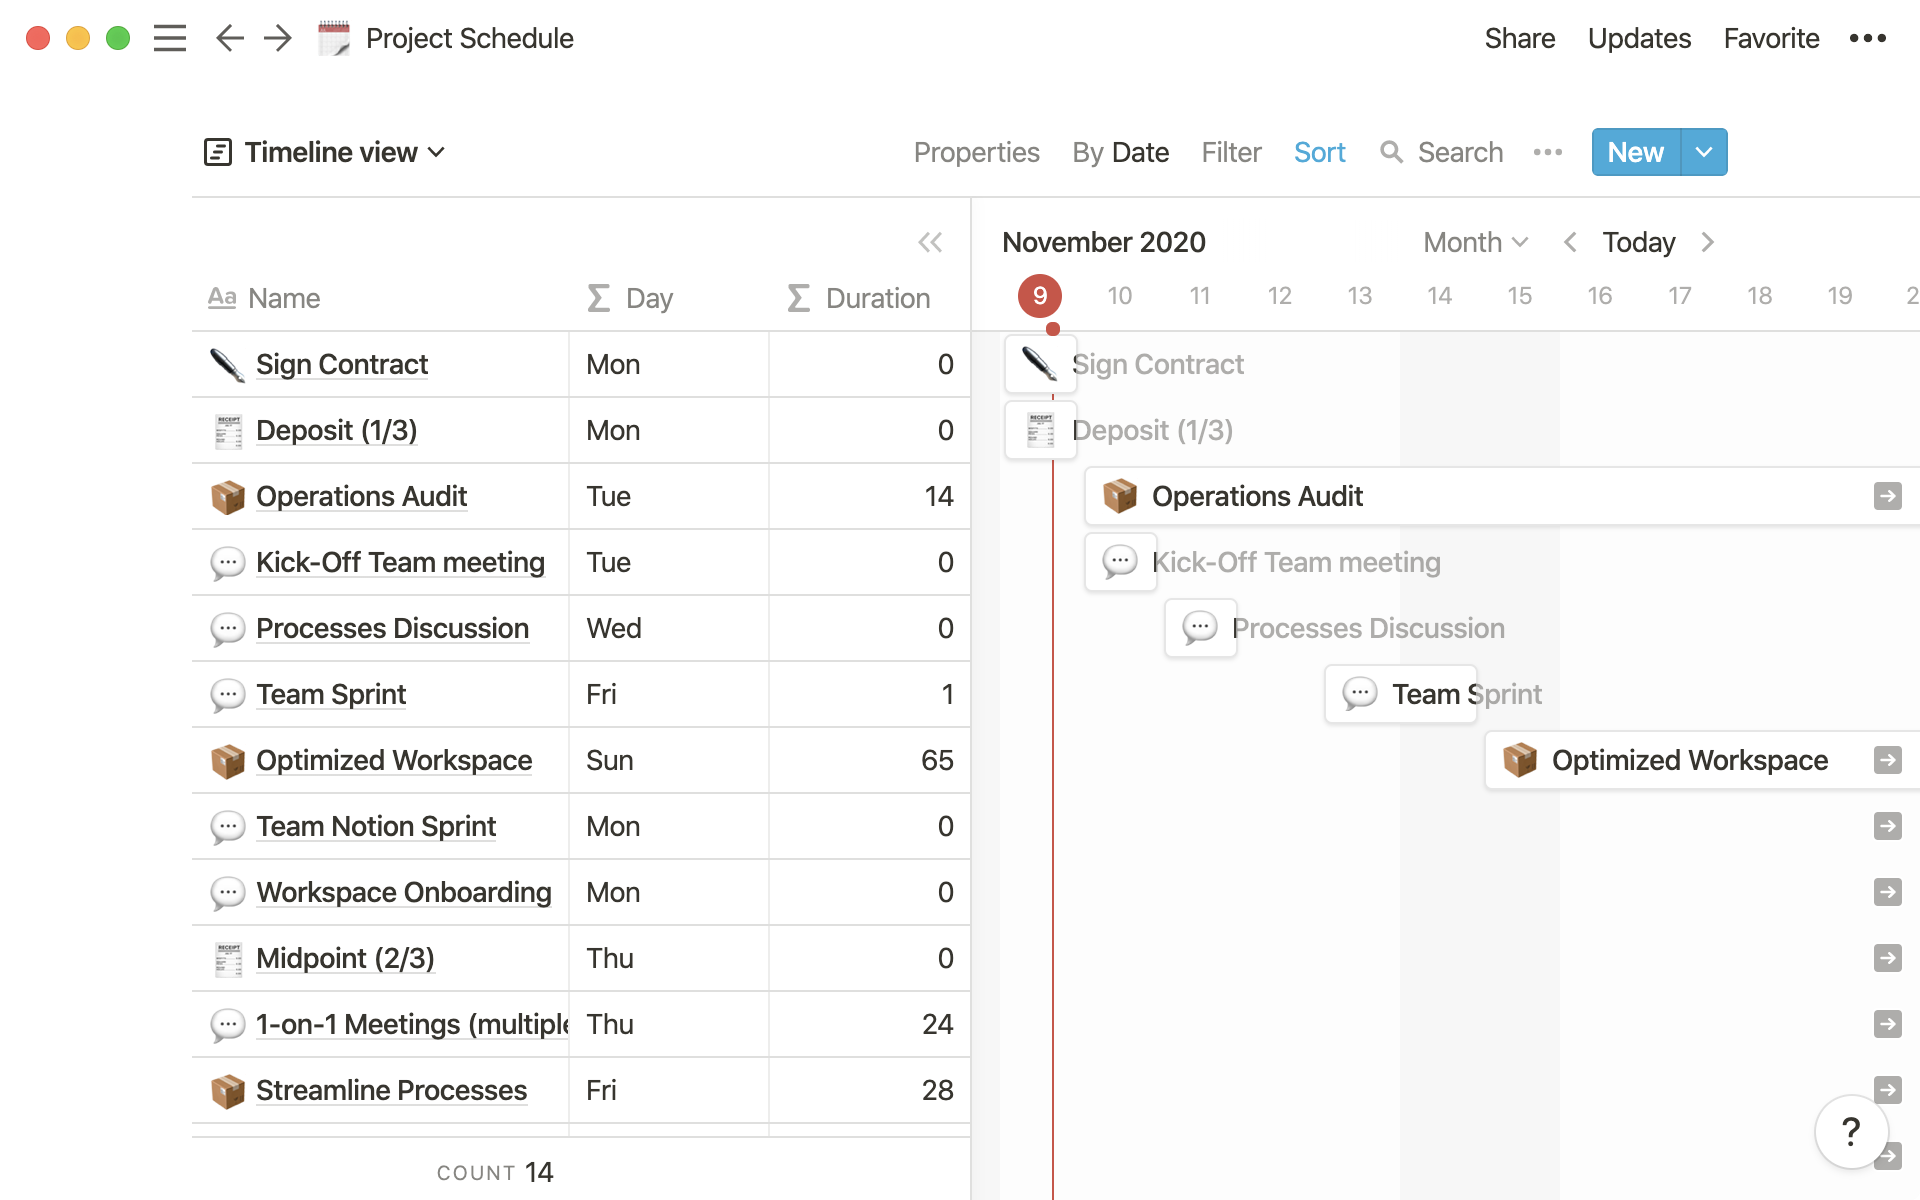 Project Schedule
Share Updates Favorite •••
Timeline view
Properties By Date Filter Sort Search ••• New
November 2020 Month Today
Aa Name Σ Day Σ Duration
9 10 11 12 13 14 15 16 17 18 19 2
Sign Contract Mon 0 Sign Contract
Deposit (1/3) Mon 0 Deposit (1/3)
Operations Audit Tue 14 Operations Audit
Kick-Off Team meeting Tue 0 Kick-Off Team meeting
Processes Discussion Wed 0 Processes Discussion
Team Sprint Fri 1 Team Sprint
Optimized Workspace Sun 65 Optimized Workspace
Team Notion Sprint Mon 0
Workspace Onboarding Mon 0
Midpoint (2/3) Thu 0
1-on-1 Meetings (multiple Thu 24
Streamline Processes Fri 28
?
COUNT 14